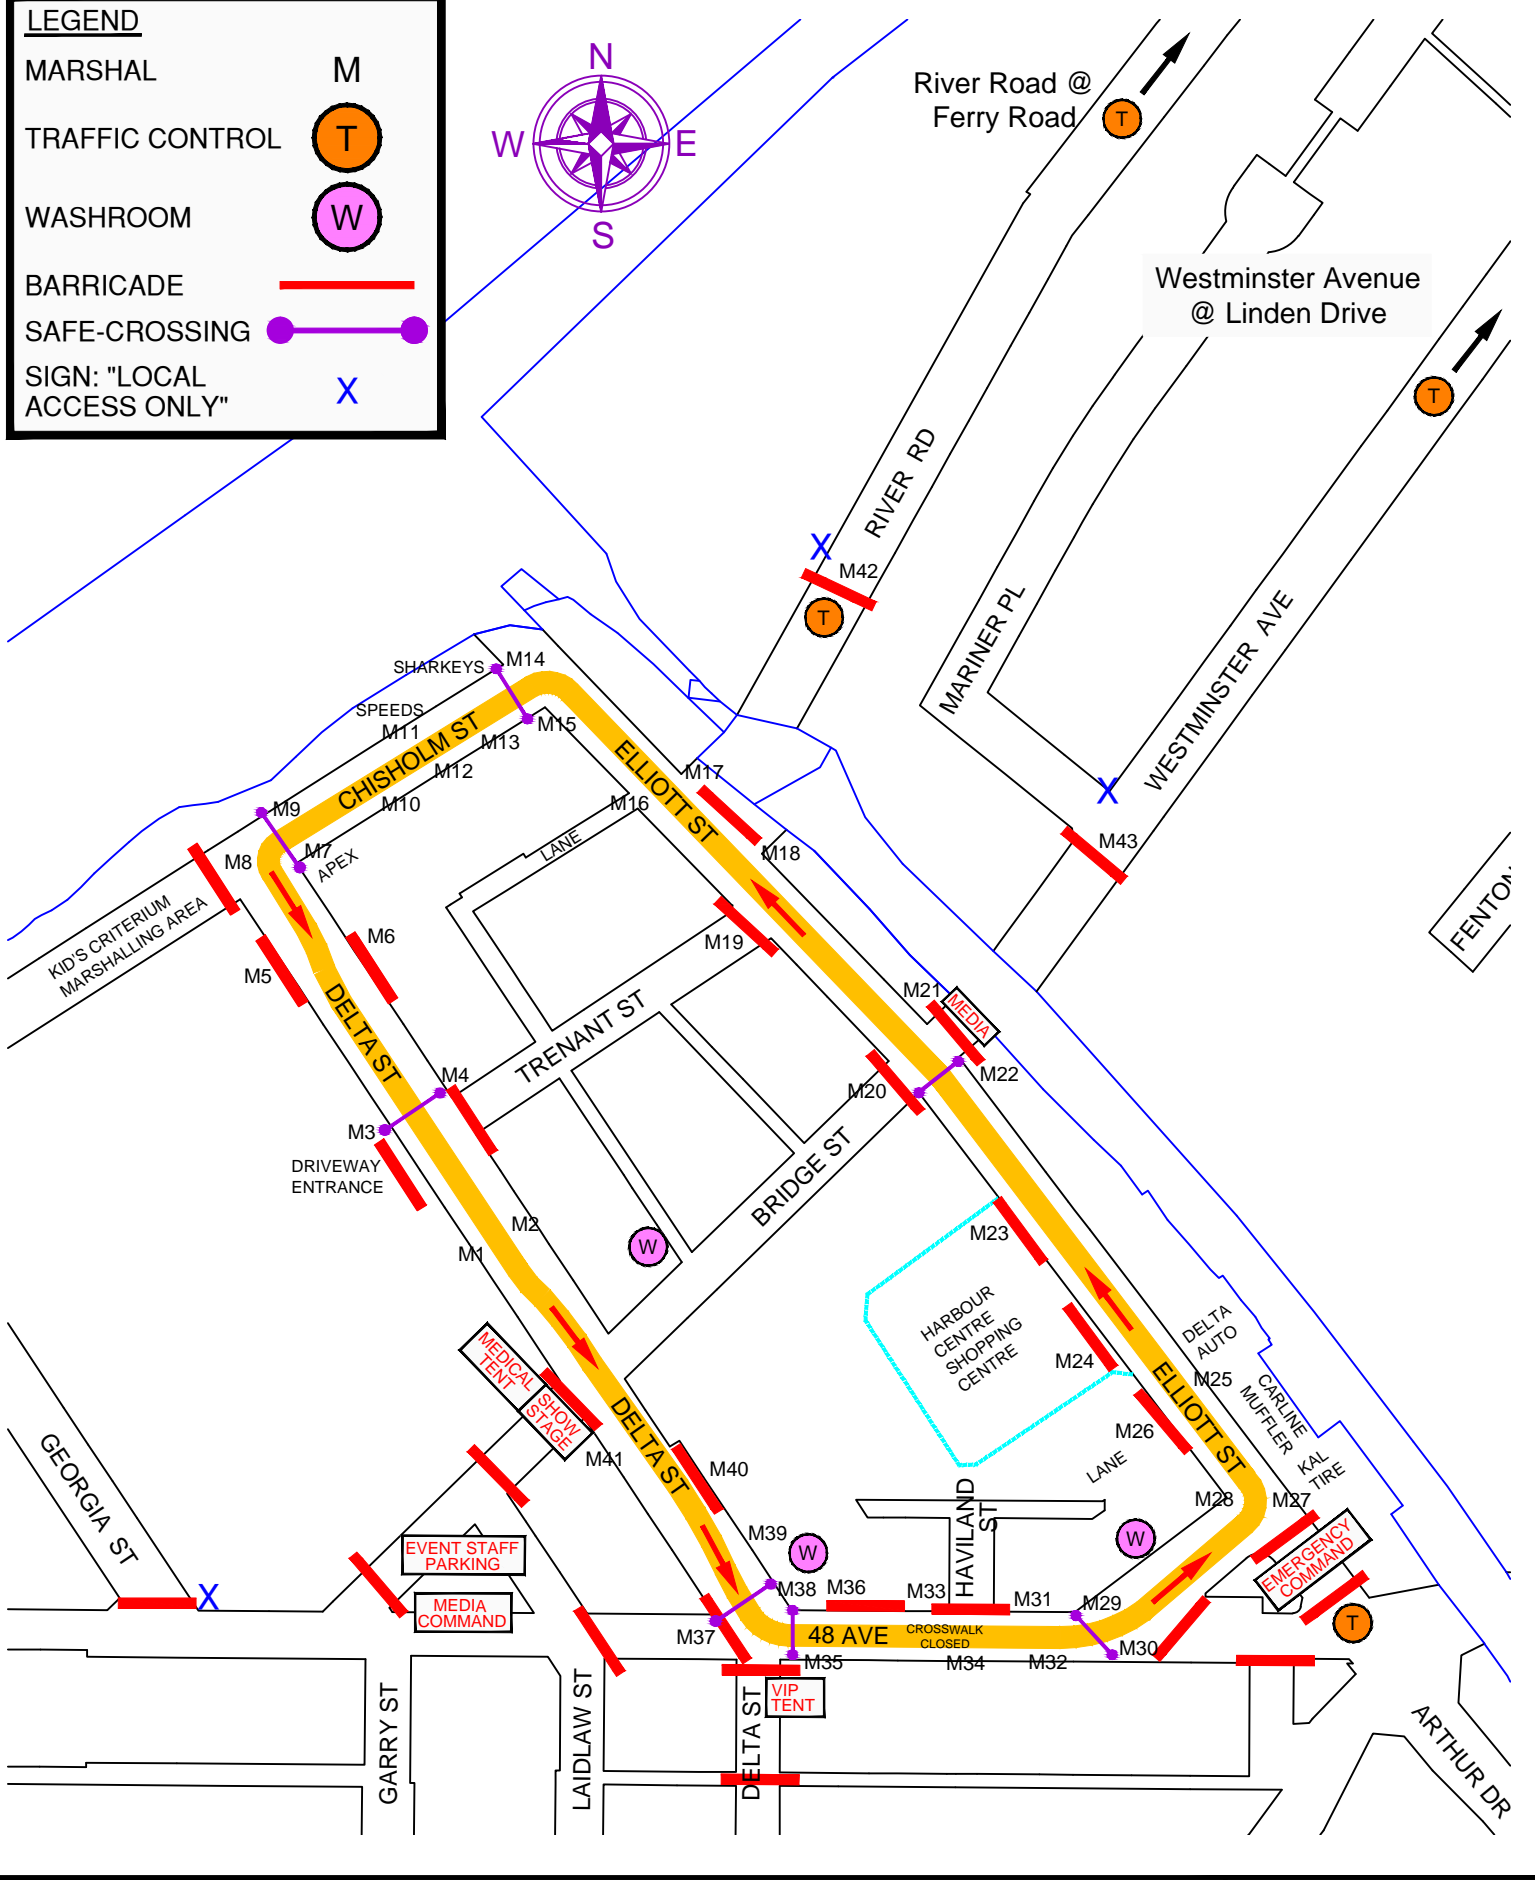 LEGEND
MARSHAL M
TRAFFIC CONTROL T
WASHROOM W
BARRICADE
SAFE-CROSSING
SIGN: "LOCAL
ACCESS ONLY" X
N
W E
S
River Road @
Ferry Road
T
Westminster Avenue
@ Linden Drive
T
RIVER RD
X
M42
T
MARINER PL
WESTMINSTER AVE
X
M43
FENTON
SHARKEYS
M14
SPEEDS
M11
M15
M13
CHISHOLM ST
M12
M10
M9
M7
APEX
M8
KID'S CRITERIUM
MARSHALLING AREA
M5
M6
ELLIOTT ST
M17
M16
M18
LANE
M19
DELTA ST
TRENANT ST
M21
MEDIA
M22
M20
M4
M3
DRIVEWAY
ENTRANCE
BRIDGE ST
M2
M1
W
M23
HARBOUR
CENTRE
SHOPPING
CENTRE
M24
DELTA
AUTO
M25
ELLIOTT ST
CARLINE
MUFFLER
KAL
TIRE
M26
LANE
M28
M27
MEDICAL
TENT
SHOW
STAGE
M41
DELTA ST
M40
M39
W
HAVILAND
ST
W
EMERGENCY
COMMAND
T
GEORGIA ST
X
EVENT STAFF
PARKING
MEDIA
COMMAND
M38
M36
M33
M31
M29
M37
48 AVE
CROSSWALK
CLOSED
M35
M34
M32
M30
VIP
TENT
GARRY ST
LAIDLAW ST
DELTA ST
ARTHUR DR